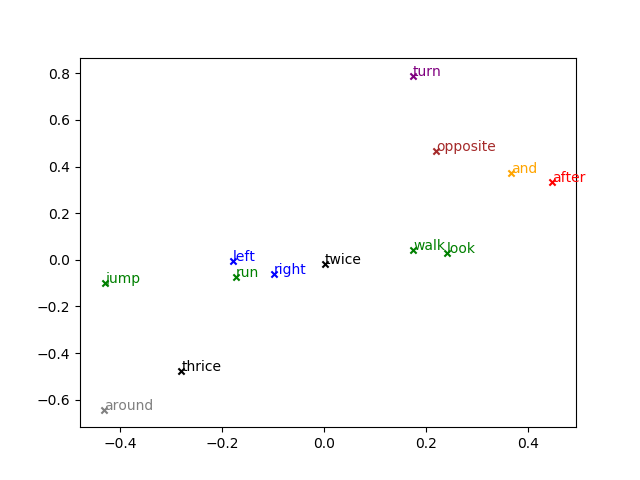 0.8
turn
0.6
opposite
0.4
and
after
0.2
0.0
left
right
twice
walk
look
run
jump
−0.2
−0.4
thrice
−0.6
around
−0.4
−0.2
0.0
0.2
0.4